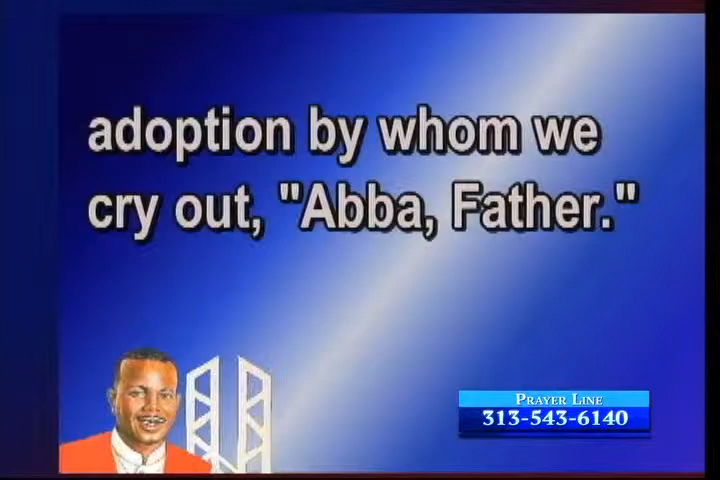 adoption by whom we
cry out, "Abba, Father."
PRAYER LINE
313-543-6140